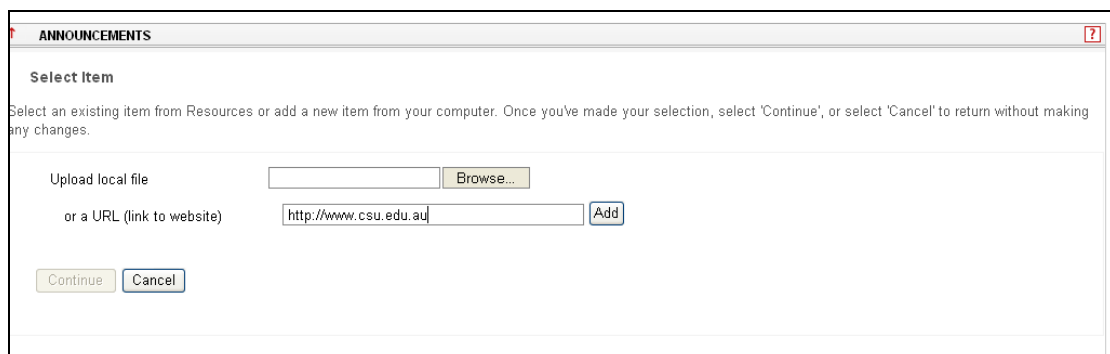 ANNOUNCEMENTS ?
Select Item
Select an existing item from Resources or add a new item from your computer. Once you've made your selection, select 'Continue', or select 'Cancel' to return without making
any changes.
Upload local file Browse...
or a URL (link to website) http://www.csu.edu.au Add
Continue Cancel